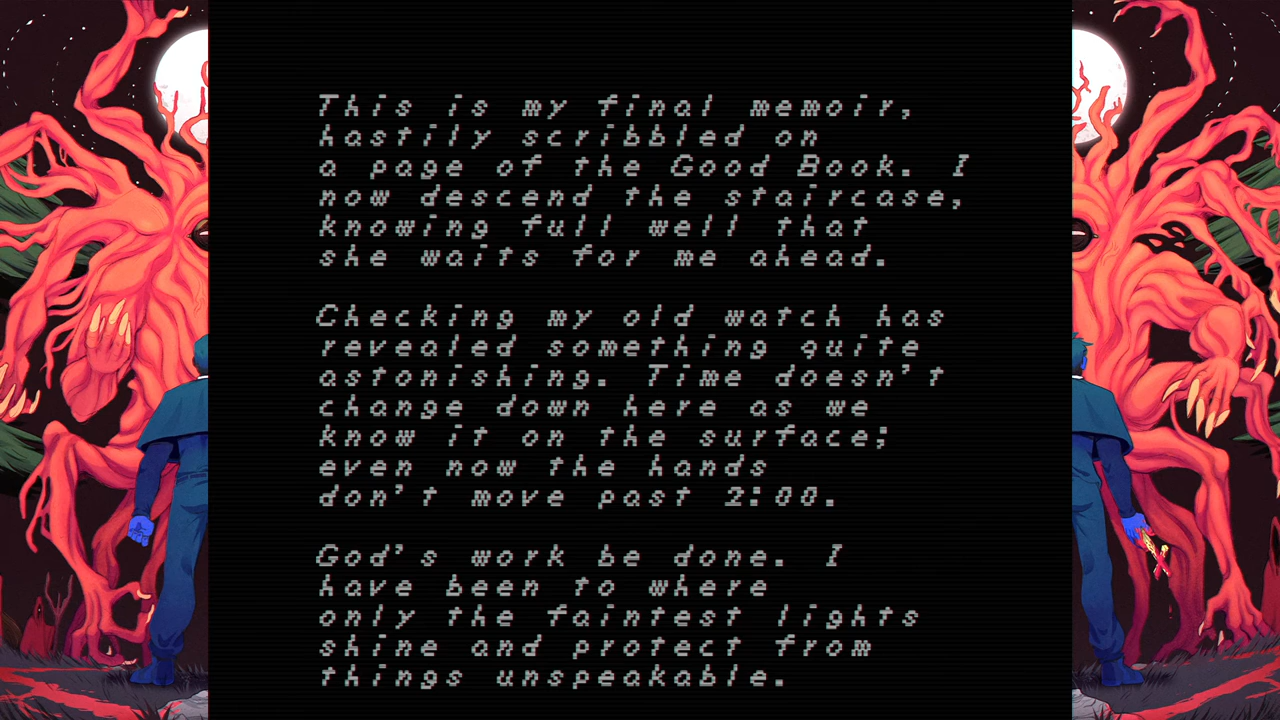 This is my final memoir,
hastily scribbled on
a page of the Good Book. I
now descend the staircase,
knowing full well that
she waits for me ahead.
Checking my old watch has
revealed something quite
astonishing. Time doesn't
change down here as we
know it on the surface;
even now the hands
don't move past 2:00.
God's work be done. I
have been to where
only the faintest lights
shine and protect from
things unspeakable.